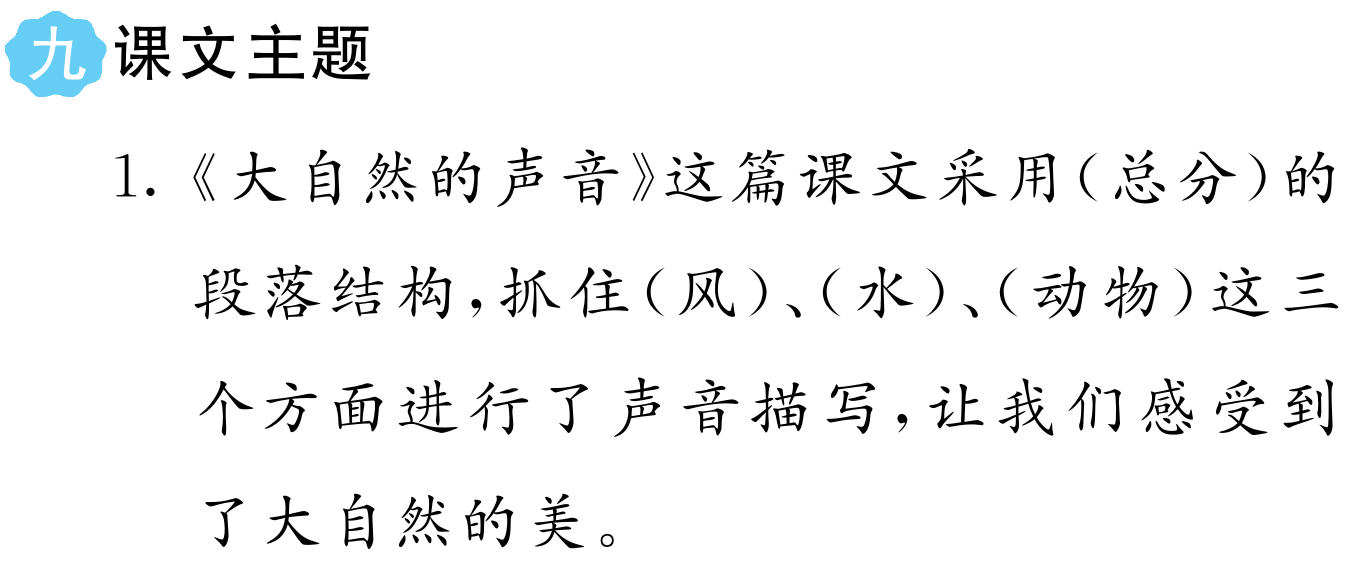 九 课文主题
1.《大自然的声音》这篇课文采用(总分)的
段落结构,抓住(风)、(水)、(动物)这三
个方面进行了声音描写,让我们感受到
了大自然的美。